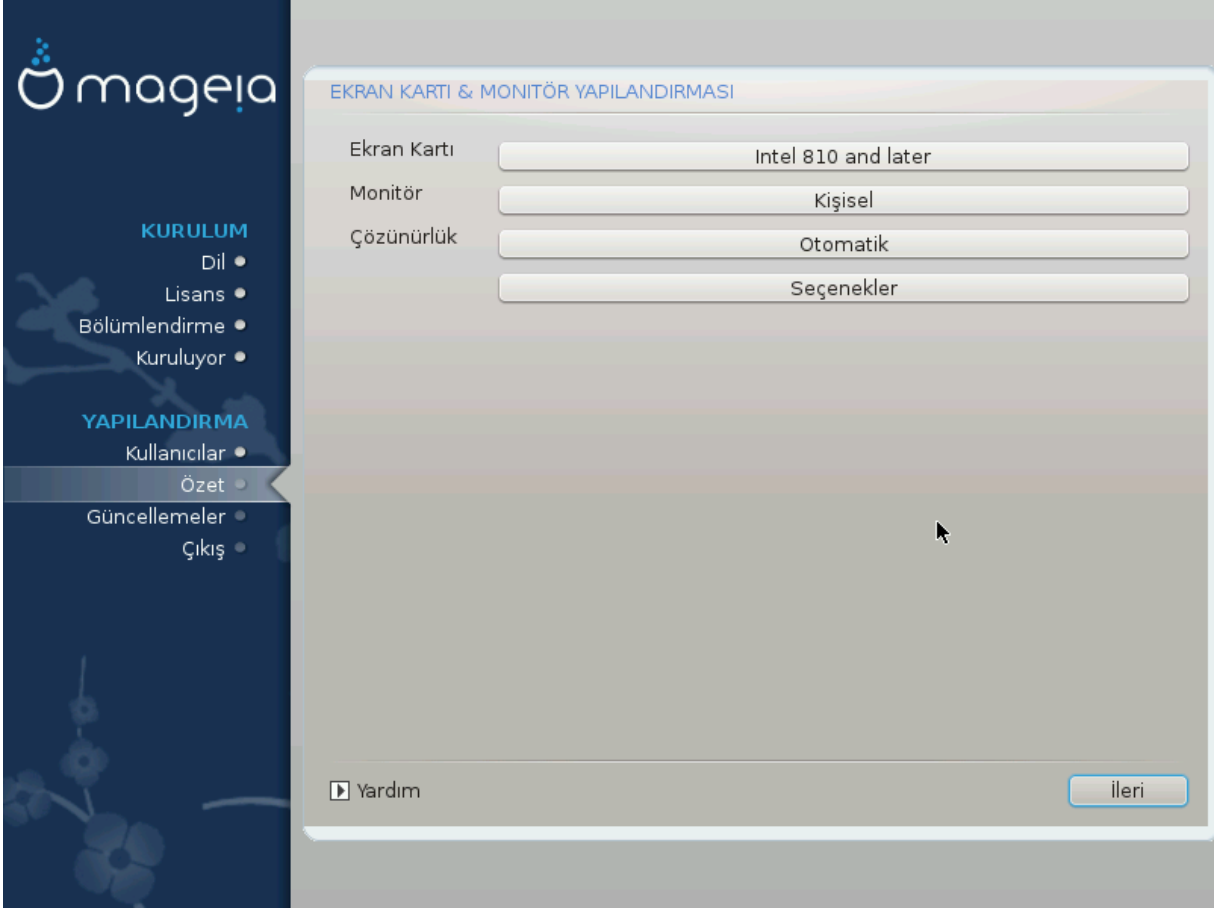 mageia
KURULUM
Dil
Lisans
Bölümlendirme
Kuruluyor
YAPILANDIRMA
Kullanıcılar
Özet
Güncellemeler
Çıkış
EKRAN KARTI & MONİTÖR YAPILANDIRMASI
Ekran Kartı
Intel 810 and later
Monitör
Kişisel
Çözünürlük
Otomatik
Seçenekler
Yardım
İleri